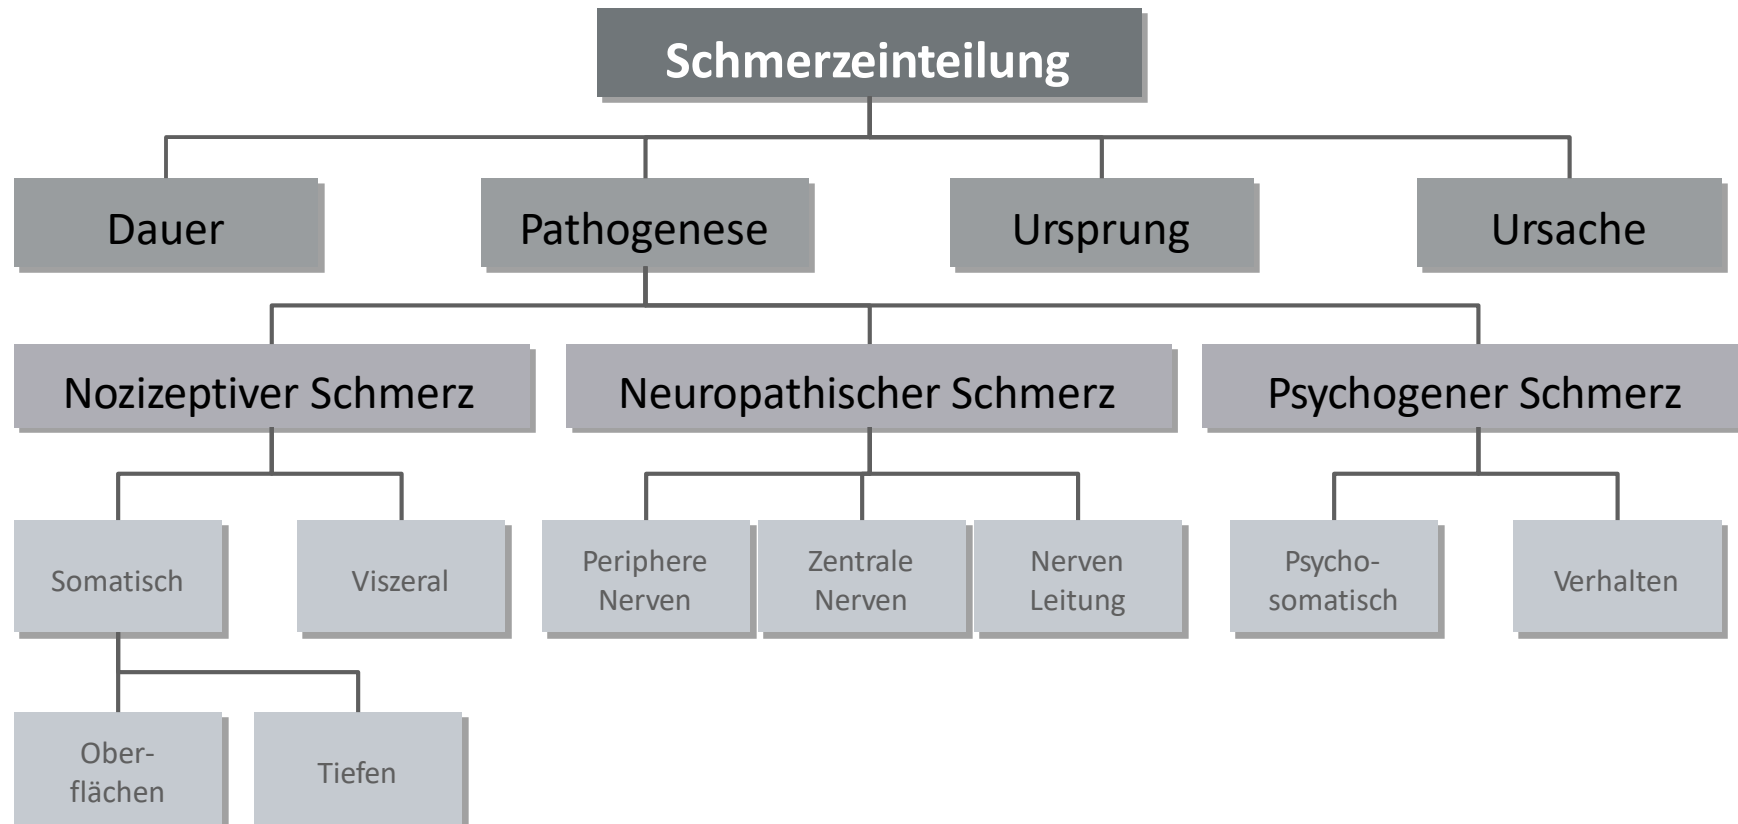 Schmerzeinteilung
Dauer
Pathogenese
Ursprung
Ursache
Nozizeptiver Schmerz
Neuropathischer Schmerz
Psychogener Schmerz
Somatisch
Viszeral
Periphere
Nerven
Zentrale
Nerven
Nerven
Leitung
Psycho-
somatisch
Verhalten
Ober-
flächen
Tiefen